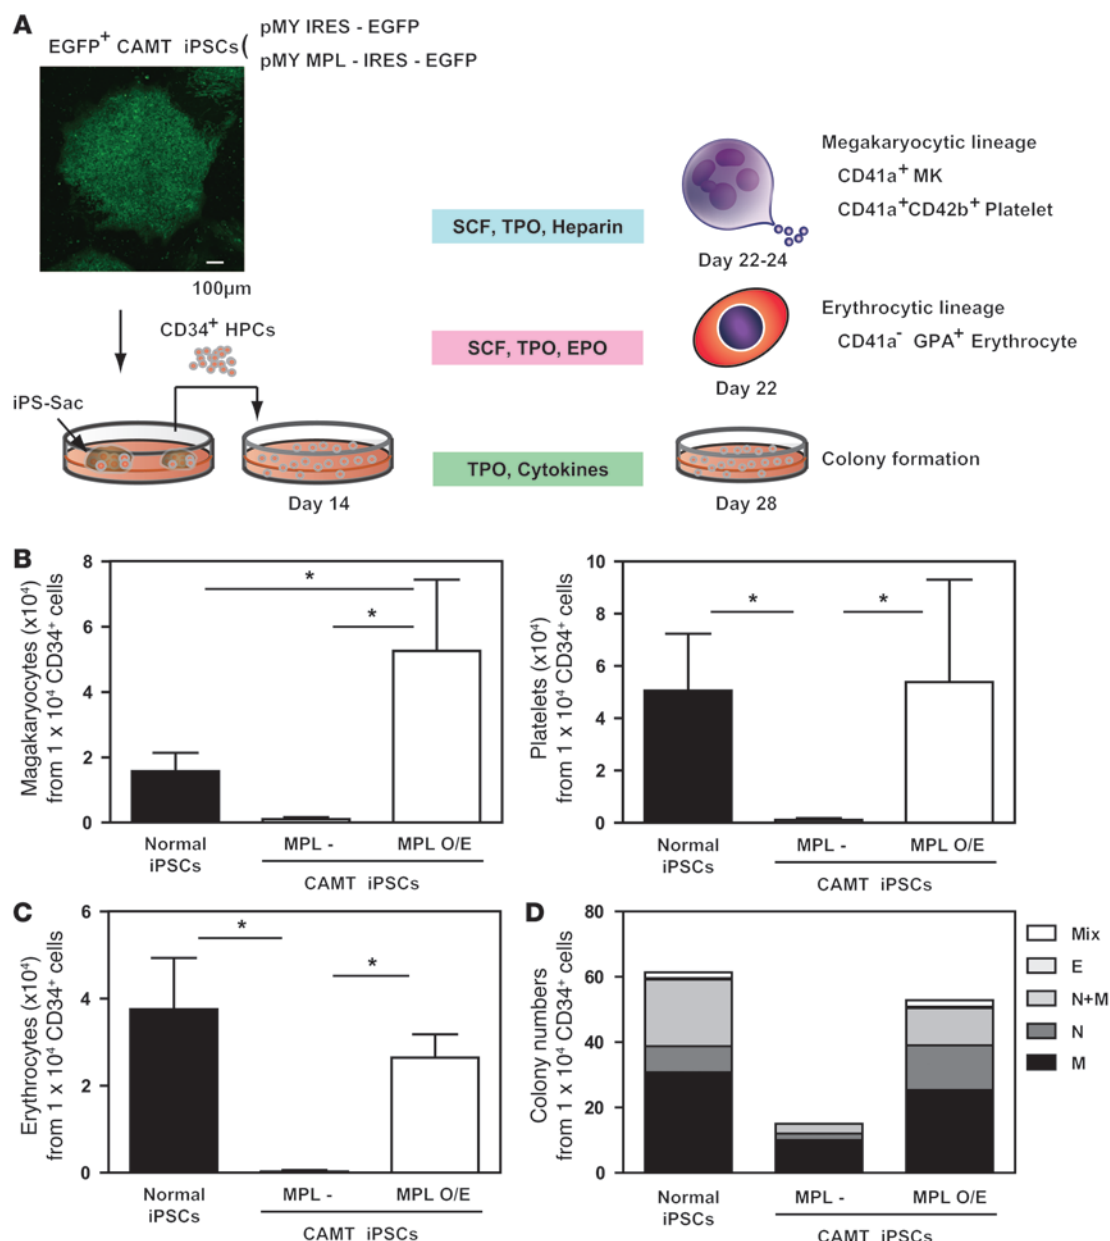 A
EGFP+ CAMT iPSCs(
pMY IRES - EGFP
pMY MPL - IRES - EGFP
100μm
CD34+ HPCs
iPS-Sac
Day 14
SCF, TPO, Heparin
SCF, TPO, EPO
TPO, Cytokines
Megakaryocytic lineage
CD41a+ MK
CD41a+CD42b+ Platelet
Day 22-24
Erythrocytic lineage
CD41a- GPA+ Erythrocyte
Day 22
Colony formation
Day 28
B
Magakaryocytes (x10⁴)
from 1 x 10⁴ CD34⁺ cells
8
6
4
2
0
*
*
Normal
iPSCs
MPL -
MPL O/E
CAMT iPSCs
Platelets (x10⁴)
from 1 x 10⁴ CD34⁺ cells
10
8
6
4
2
0
*
*
Normal
iPSCs
MPL -
MPL O/E
CAMT iPSCs
C
Erythrocytes (x10⁴)
from 1 x 10⁴ CD34⁺ cells
6
4
2
0
*
*
Normal
iPSCs
MPL -
MPL O/E
CAMT iPSCs
D
Colony numbers
from 1 x 10⁴ CD34⁺ cells
80
60
40
20
0
Normal
iPSCs
MPL -
MPL O/E
CAMT iPSCs
Mix
E
N+M
N
M